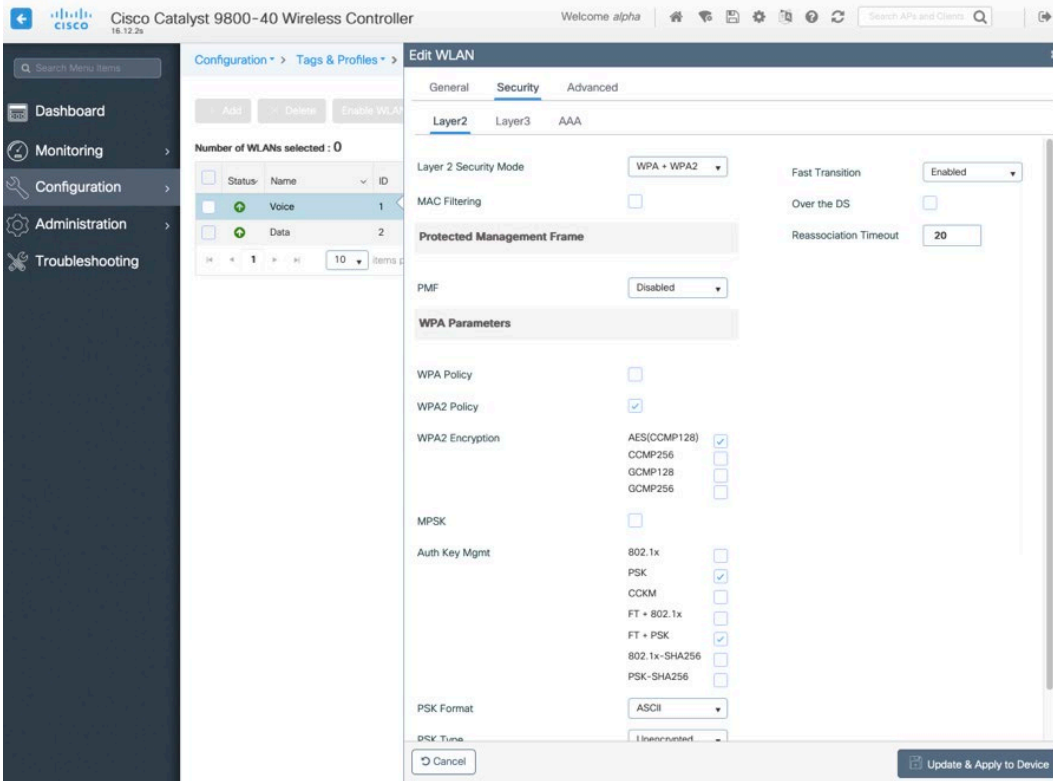 cisco
Cisco Catalyst 9800-40 Wireless Controller
16.12.2s
Welcome alpha
Search APs and Clients
Search Menu Items
Dashboard
Monitoring
Configuration
Administration
Troubleshooting
Configuration > Tags & Profiles >
Add
Delete
Enable WLAN
Number of WLANs selected : 0
Status Name ID
Voice 1
Data 2
1 10 items
Edit WLAN
General Security Advanced
Layer2 Layer3 AAA
Layer 2 Security Mode WPA + WPA2
MAC Filtering
Protected Management Frame
PMF Disabled
WPA Parameters
WPA Policy
WPA2 Policy
WPA2 Encryption AES(CCMP128)
CCMP256
GCMP128
GCMP256
MPSK
Auth Key Mgmt 802.1x
PSK
CCKM
FT + 802.1x
FT + PSK
802.1x-SHA256
PSK-SHA256
PSK Format ASCII
PSK Type Unencrypted
Fast Transition Enabled
Over the DS
Reassociation Timeout 20
Cancel
Update & Apply to Device